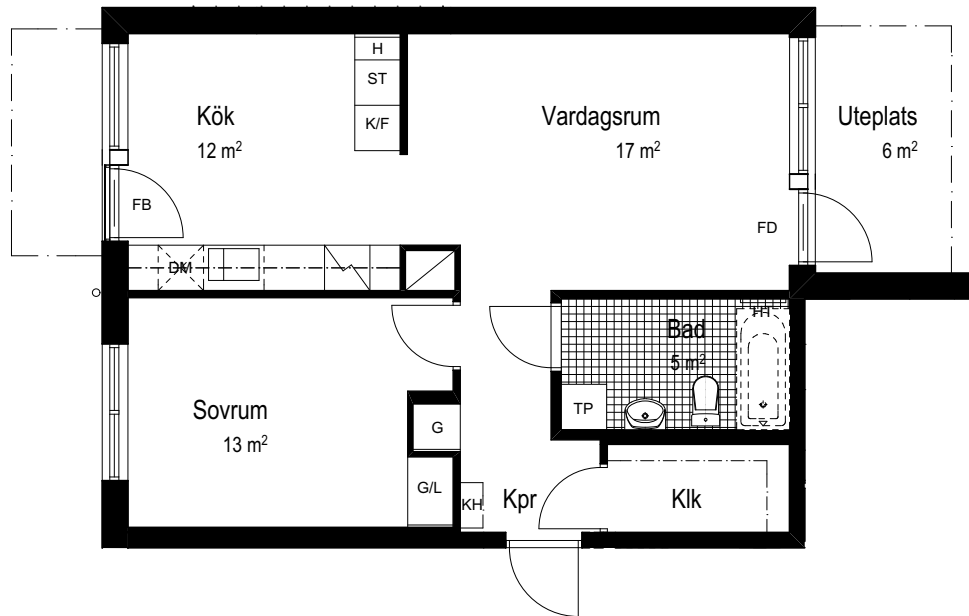 H
ST
K/F
Kök
12 m²
Vardagsrum
17 m²
Uteplats
6 m²
FB
FD
DM
HH
Bad
5 m²
TP
Sovrum
13 m²
G
G/L
KH
Kpr
Klk